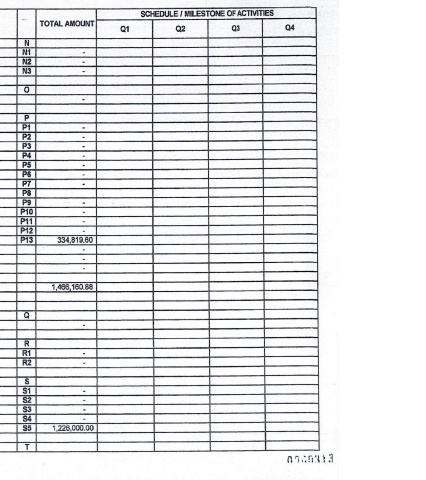 TOTAL AMOUNT SCHEDULE / MILESTONE OF ACTIVITIES
Q1 Q2 Q3 Q4
N
N1 -
N2 -
N3 -
O
-
P
P1 -
P2 -
P3 -
P4 -
P5 -
P6 -
P7 -
P8
P9 -
P10 -
P11 -
P12 -
P13 334,819.60
-
-
-
1,466,160.88
Q
-
R
R1 -
R2 -
S
S1 -
S2 -
S3 -
S4 -
S5 1,226,000.00
T